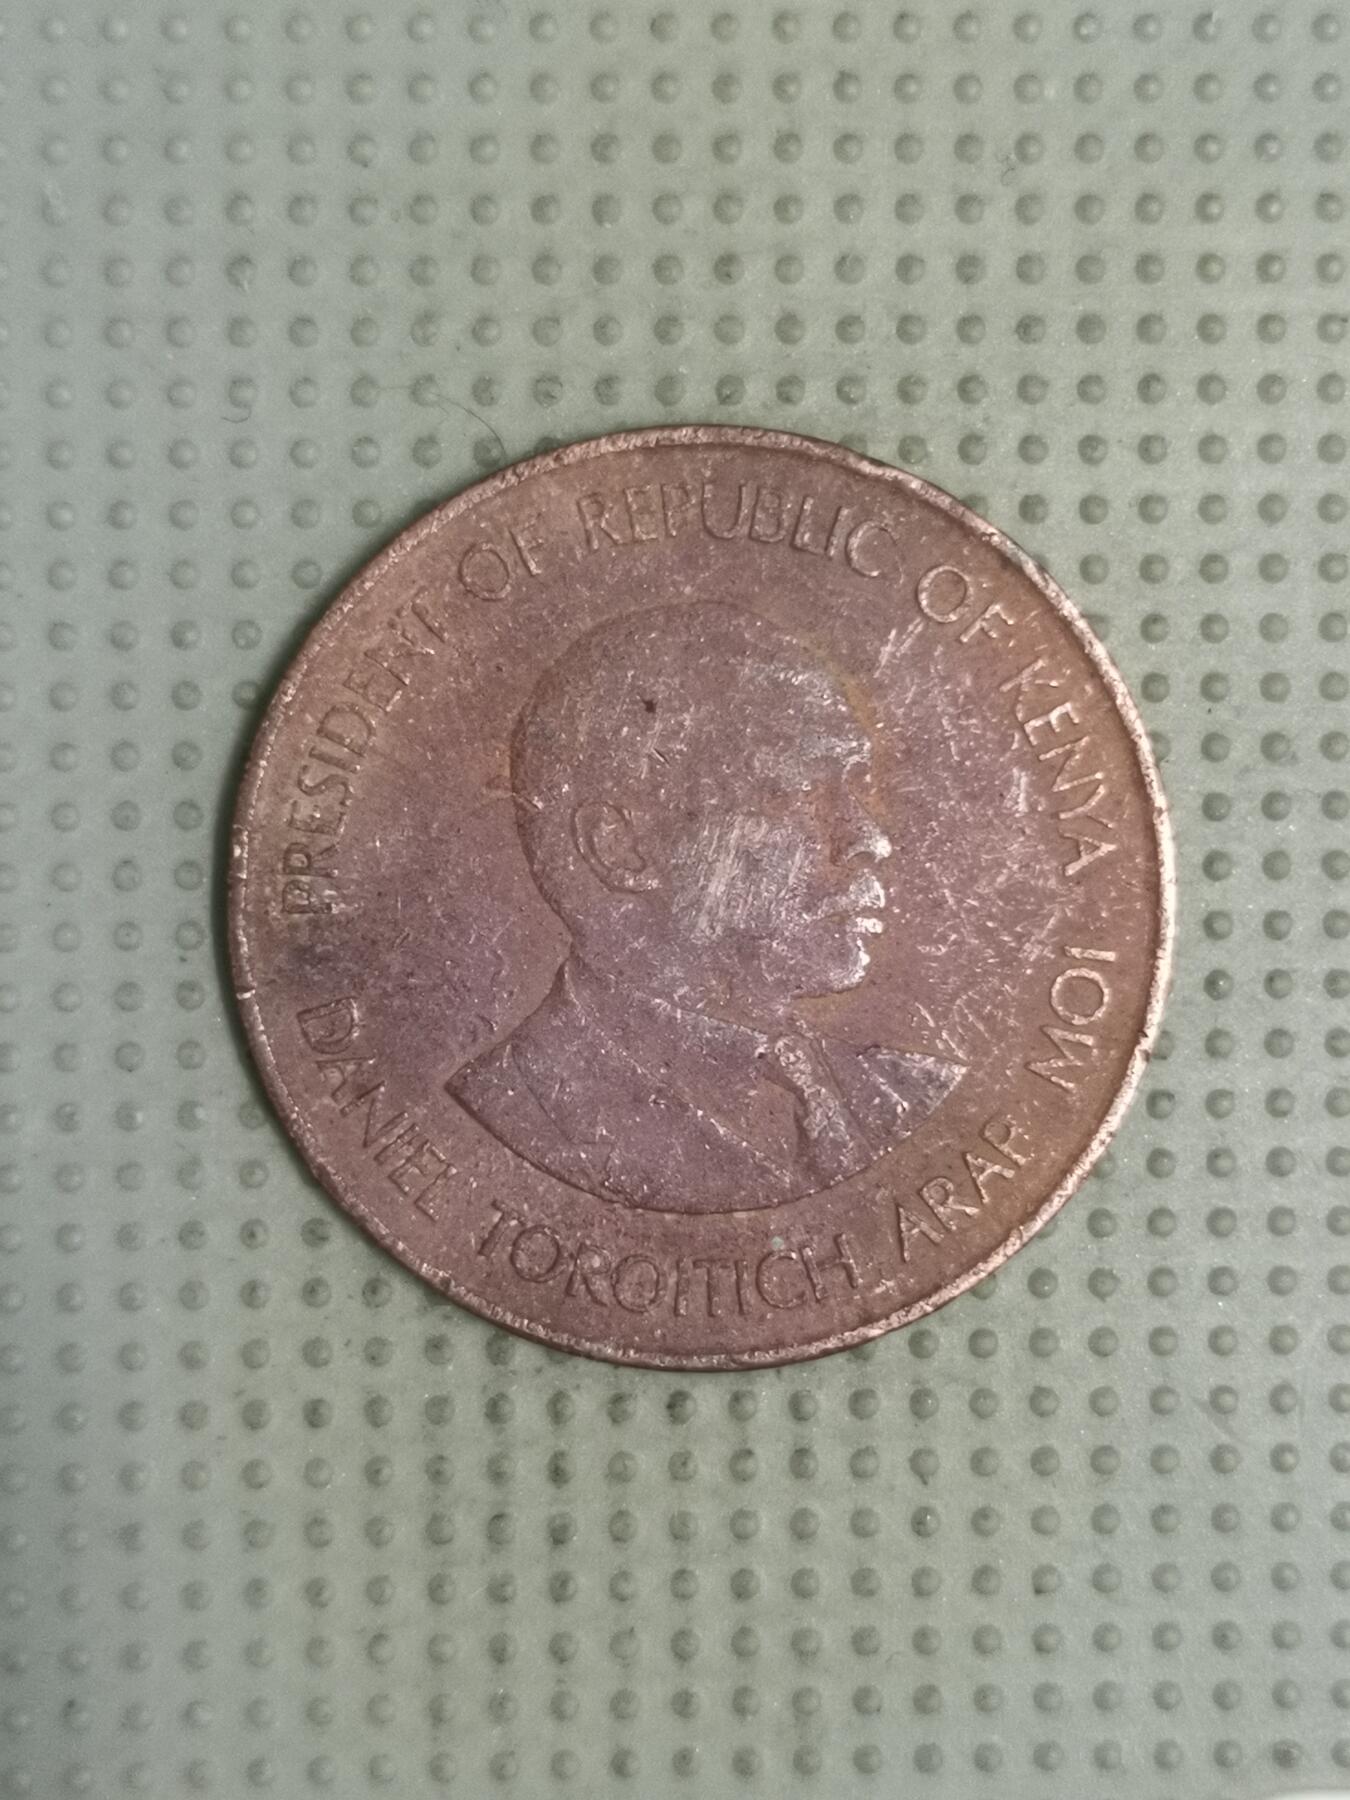 PRESIDENT OF REPUBLIC OF KENYA
DANIEL TOROITICH ARAP MOI